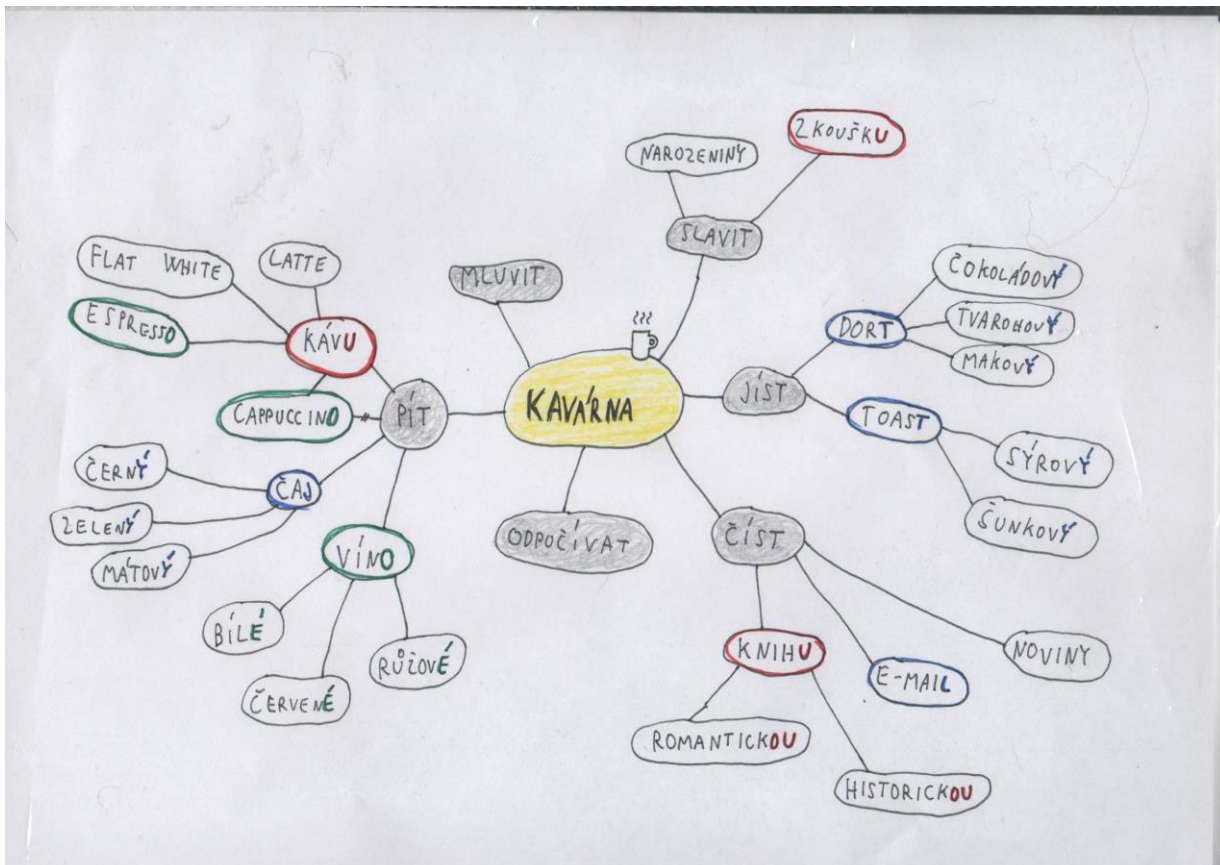 ZKOUŠKU
NAROZENINY
SLAVIT
FLAT WHITE
LATTE
MLUVIT
ČOKOLÁDOVÝ
ESPRESSO
KÁVU
DORT
TVAROHOVÝ
MAKOVÝ
CAPPUCCINO
PÍT
KAVÁRNA
JÍST
TOAST
ČERNÝ
ČAJ
SÝROVÝ
ZELENÝ
ŠUNKOVÝ
MÁTOVÝ
VÍNO
ODPOČÍVAT
ČÍST
BÍLÉ
RŮŽOVÉ
ČERVENÉ
KNIHU
E-MAIL
NOVINY
ROMANTICKOU
HISTORICKOU